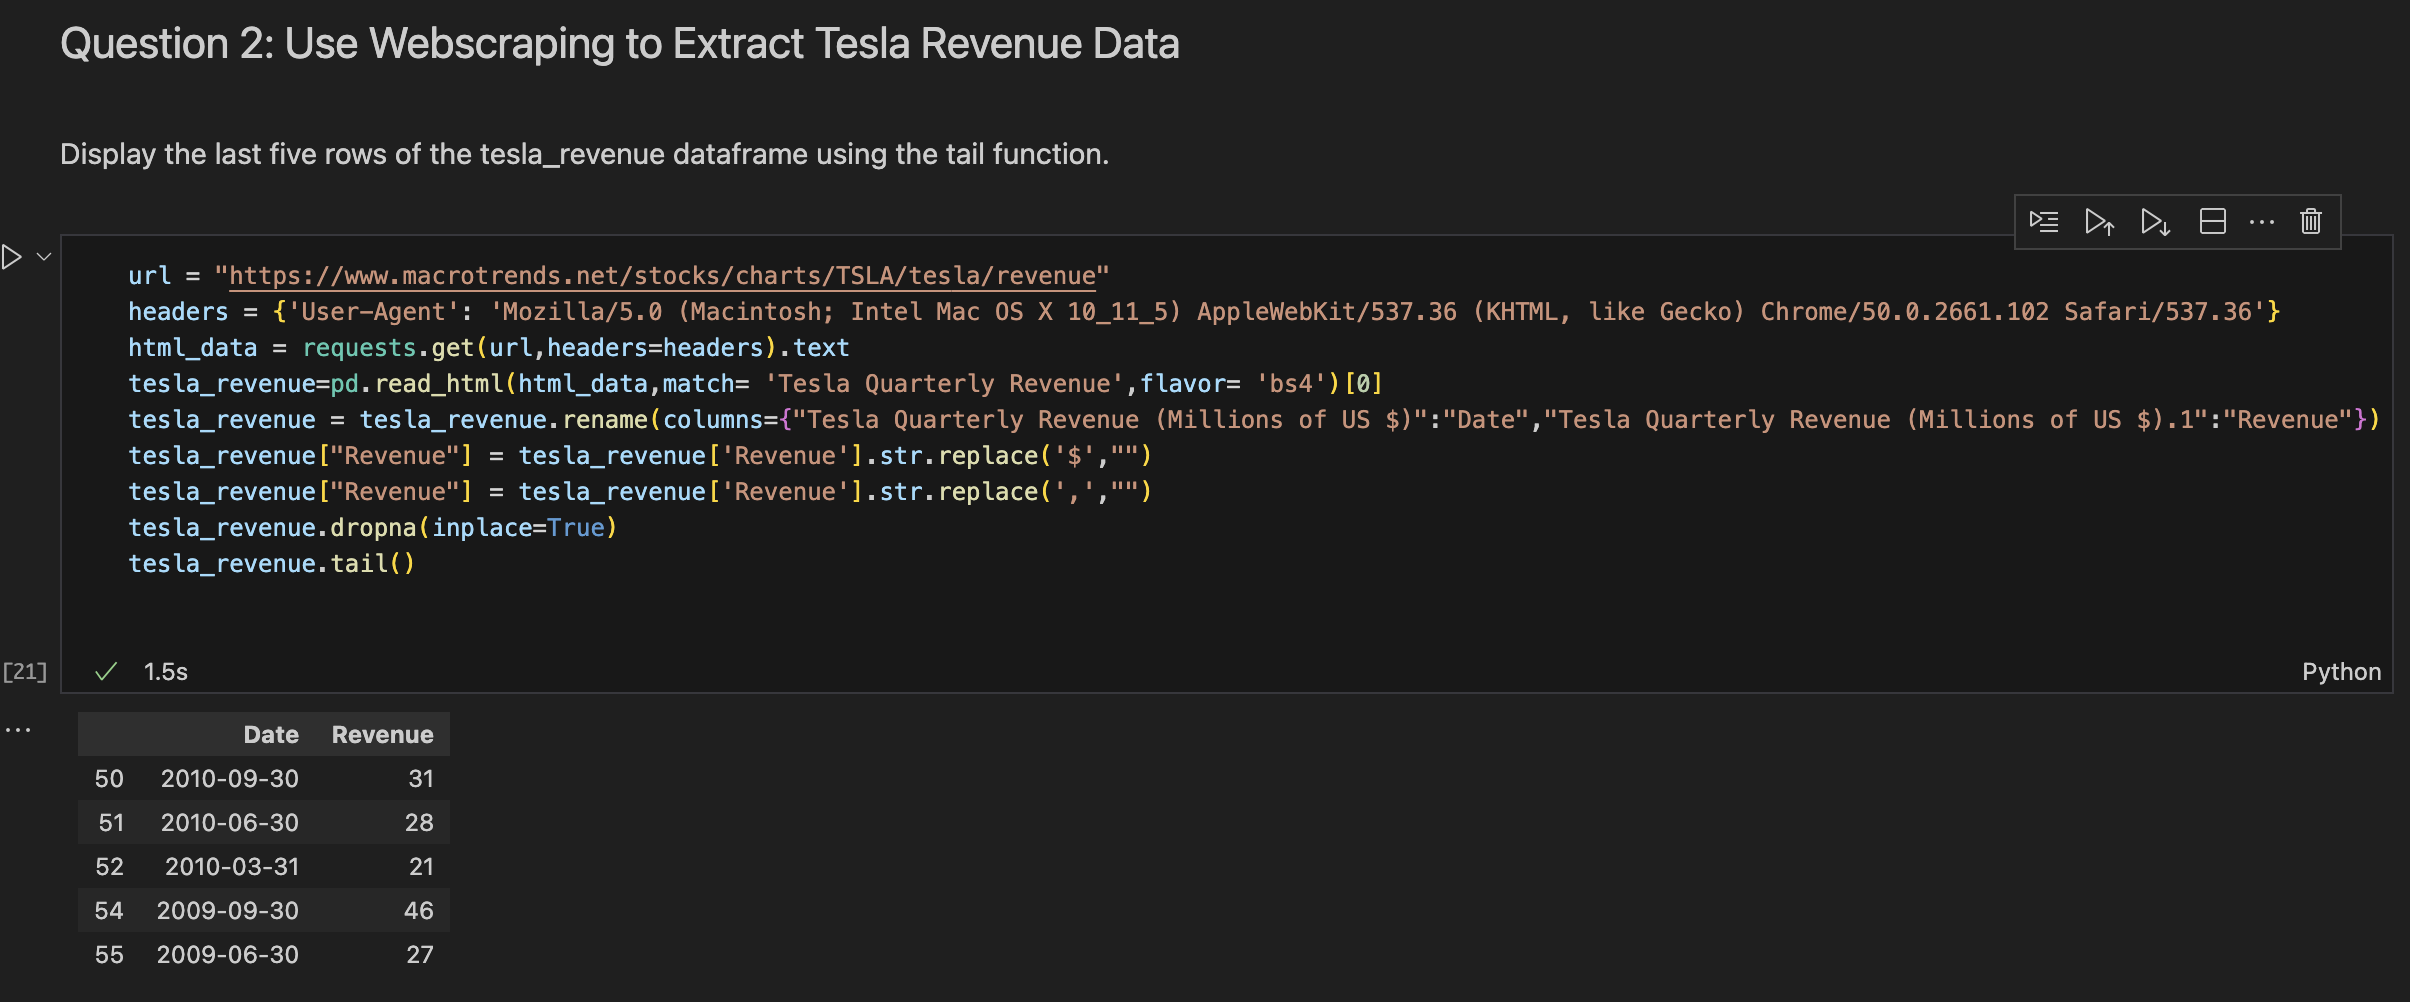 Question 2: Use Webscraping to Extract Tesla Revenue Data
Display the last five rows of the tesla_revenue dataframe using the tail function.
url = "https://www.macrotrends.net/stocks/charts/TSLA/tesla/revenue"
headers = {'User-Agent': 'Mozilla/5.0 (Macintosh; Intel Mac OS X 10_11_5) AppleWebKit/537.36 (KHTML, like Gecko) Chrome/50.0.2661.102 Safari/537.36'}
html_data = requests.get(url,headers=headers).text
tesla_revenue=pd.read_html(html_data,match= 'Tesla Quarterly Revenue',flavor= 'bs4')[0]
tesla_revenue = tesla_revenue.rename(columns={"Tesla Quarterly Revenue (Millions of US $)":"Date","Tesla Quarterly Revenue (Millions of US $).1":"Revenue"})
tesla_revenue["Revenue"] = tesla_revenue['Revenue'].str.replace('$',"")
tesla_revenue["Revenue"] = tesla_revenue['Revenue'].str.replace(',',"")
tesla_revenue.dropna(inplace=True)
tesla_revenue.tail()
[21] 1.5s Python
Date Revenue
50 2010-09-30 31
51 2010-06-30 28
52 2010-03-31 21
54 2009-09-30 46
55 2009-06-30 27